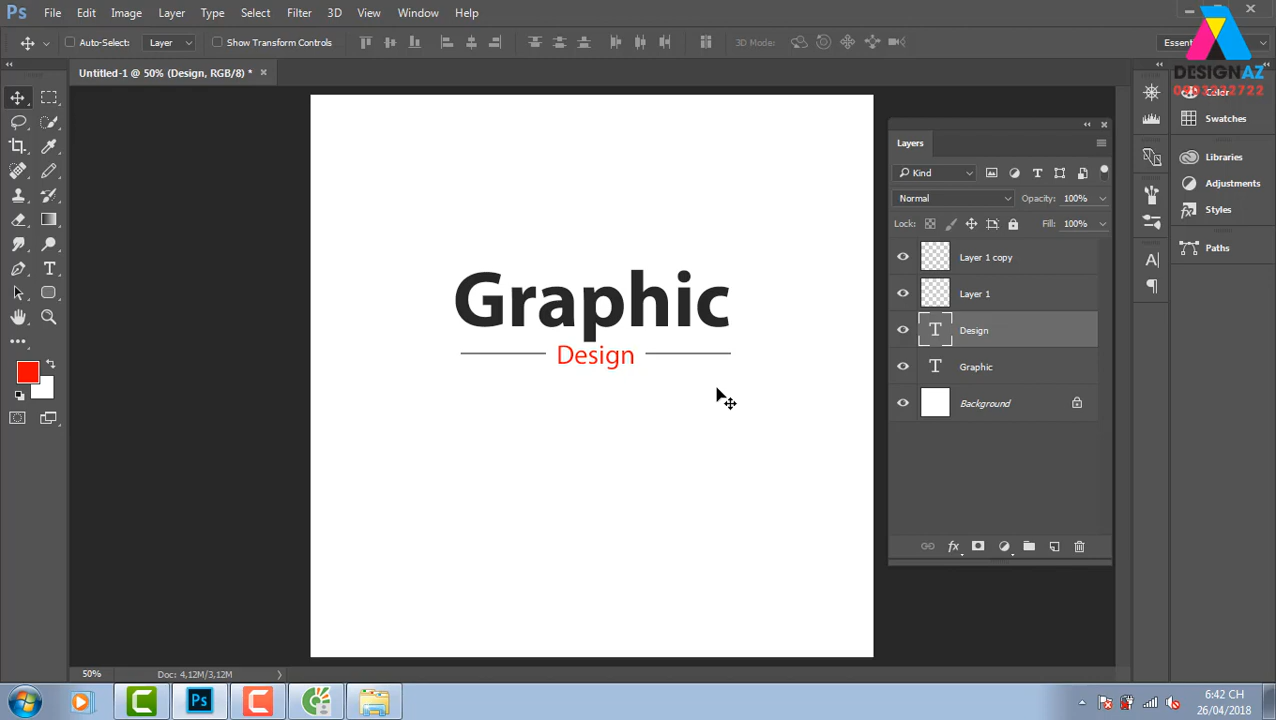 Ps File Edit Image Layer Type Select Filter 3D View Window Help
Auto-Select: Layer Show Transform Controls 3D Mode: Essent
DESIGNAZ
Untitled-1 @ 50% (Design, RGB/8) * ×
Color
Swatches
Libraries
Adjustments
Styles
Paths
Layers
Kind
Normal Opacity: 100%
Lock: Fill: 100%
Layer 1 copy
Layer 1
T Design
T Graphic
Background
Graphic
Design
fx
50% Doc: 4,12M/3,12M
Ps
6:42 CH
26/04/2018